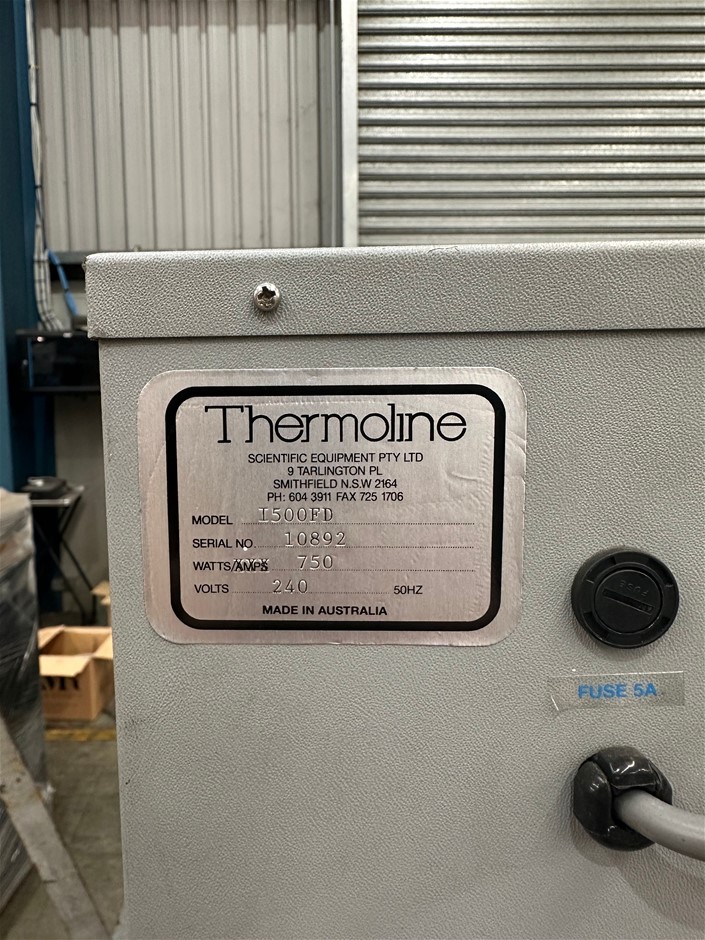 Thermoline
SCIENTIFIC EQUIPMENT PTY LTD
9 TARLINGTON PL
SMITHFIELD N.S.W 2164
PH: 604 3911 FAX 725 1706
MODEL I500FD
SERIAL NO. 10892
WATTS/AMPS 750
VOLTS 240 50HZ
MADE IN AUSTRALIA
FUSE
FUSE 5A